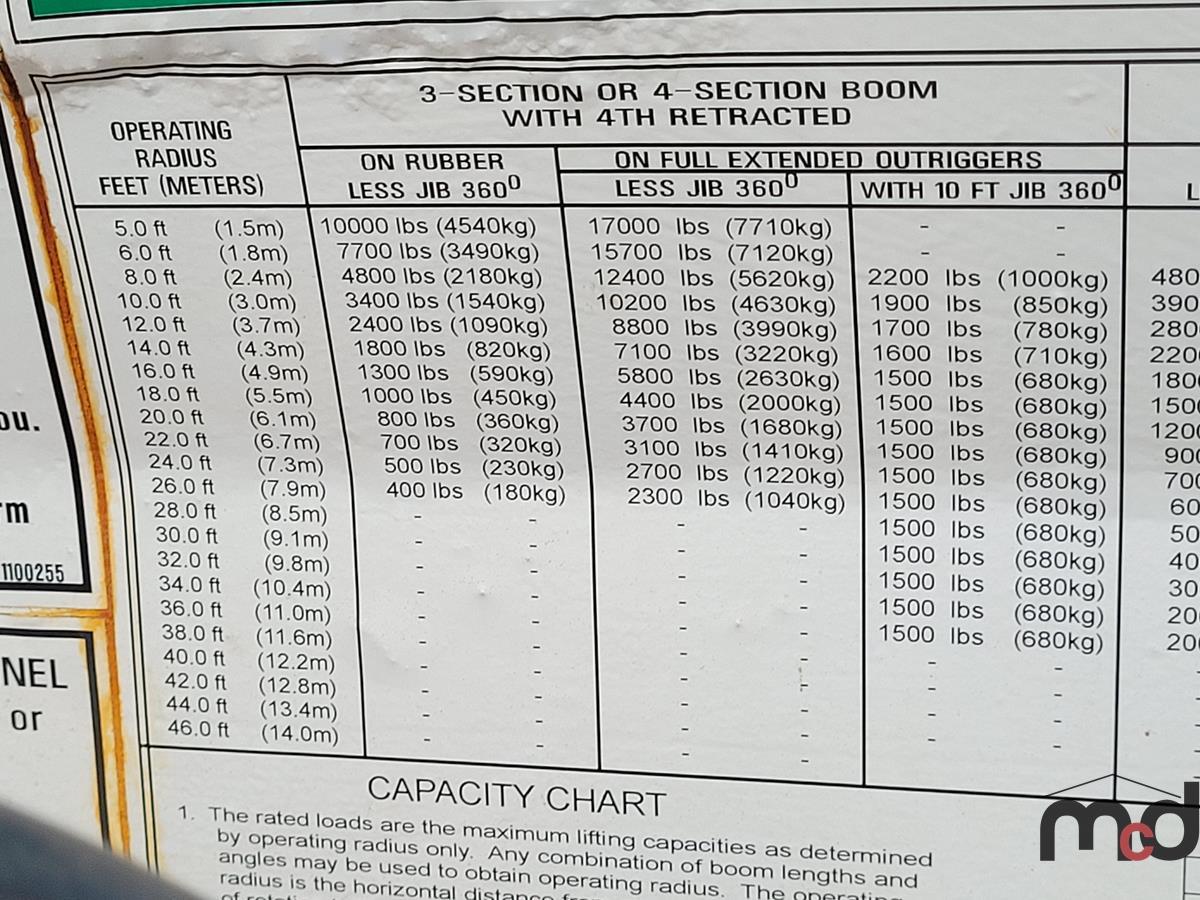 3-SECTION OR 4-SECTION BOOM
WITH 4TH RETRACTED
OPERATING
RADIUS
FEET (METERS)
ON RUBBER
LESS JIB 360⁰
ON FULL EXTENDED OUTRIGGERS
LESS JIB 360⁰ WITH 10 FT JIB 360⁰
5.0 ft (1.5m) 10000 lbs (4540kg) 17000 lbs (7710kg) - -
6.0 ft (1.8m) 7700 lbs (3490kg) 15700 lbs (7120kg) - -
8.0 ft (2.4m) 4800 lbs (2180kg) 12400 lbs (5620kg) 2200 lbs (1000kg)
10.0 ft (3.0m) 3400 lbs (1540kg) 10200 lbs (4630kg) 1900 lbs (850kg)
12.0 ft (3.7m) 2400 lbs (1090kg) 8800 lbs (3990kg) 1700 lbs (780kg)
14.0 ft (4.3m) 1800 lbs (820kg) 7100 lbs (3220kg) 1600 lbs (710kg)
16.0 ft (4.9m) 1300 lbs (590kg) 5800 lbs (2630kg) 1500 lbs (680kg)
18.0 ft (5.5m) 1000 lbs (450kg) 4400 lbs (2000kg) 1500 lbs (680kg)
20.0 ft (6.1m) 800 lbs (360kg) 3700 lbs (1680kg) 1500 lbs (680kg)
22.0 ft (6.7m) 700 lbs (320kg) 3100 lbs (1410kg) 1500 lbs (680kg)
24.0 ft (7.3m) 500 lbs (230kg) 2700 lbs (1220kg) 1500 lbs (680kg)
26.0 ft (7.9m) 400 lbs (180kg) 2300 lbs (1040kg) 1500 lbs (680kg)
28.0 ft (8.5m) - - - - 1500 lbs (680kg)
30.0 ft (9.1m) - - - - 1500 lbs (680kg)
32.0 ft (9.8m) - - - - 1500 lbs (680kg)
34.0 ft (10.4m) - - - - 1500 lbs (680kg)
36.0 ft (11.0m) - - - - 1500 lbs (680kg)
38.0 ft (11.6m) - - - - - -
40.0 ft (12.2m) - - - - - -
42.0 ft (12.8m) - - - - - -
44.0 ft (13.4m) - - - - - -
46.0 ft (14.0m) - - - - - -
CAPACITY CHART
1. The rated loads are the maximum lifting capacities as determined
by operating radius only. Any combination of boom lengths and
angles may be used to obtain operating radius. The operating
radius is the horizontal distance
1100255
NEL
or
mcd